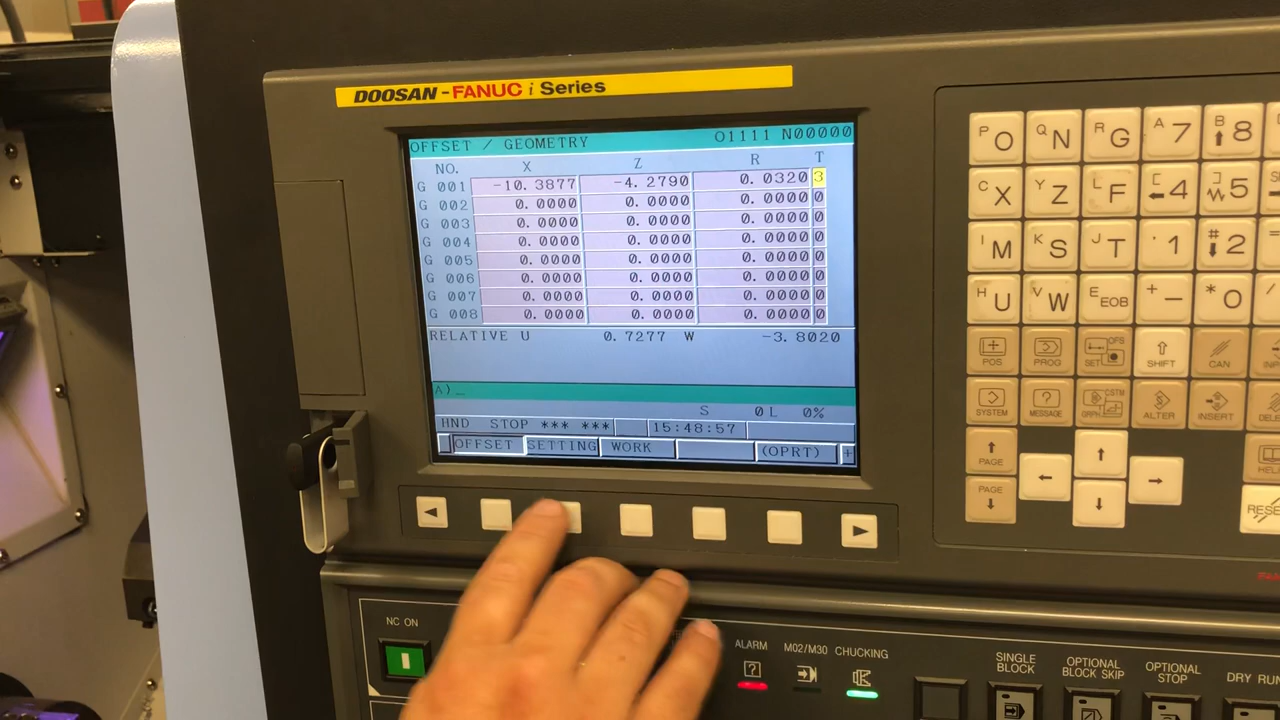 DOOSAN-FANUC i Series
OFFSET / GEOMETRY O1111 N00000
NO. X Z R T
G 001 -10.3877 -4.2790 0.0320 3
G 002 0.0000 0.0000 0.0000 0
G 003 0.0000 0.0000 0.0000 0
G 004 0.0000 0.0000 0.0000 0
G 005 0.0000 0.0000 0.0000 0
G 006 0.0000 0.0000 0.0000 0
G 007 0.0000 0.0000 0.0000 0
G 008 0.0000 0.0000 0.0000 0
RELATIVE U 0.7277 W -3.8020
A)_
S 0L 0%
HND STOP *** *** 15:48:57
OFFSET SETTING WORK (OPRT) +
P O Q N R G A 7 B 8
C X Y Z L F [ 4 ] 5
I M K S J T , 1 # 2
H U V W E EOB + - * 0 /
POS PROG OFS SET SHIFT CAN
SYSTEM MESSAGE CSTM GRPH ALTER INSERT
PAGE
PAGE
NC ON
ALARM M02/M30 CHUCKING
SINGLE BLOCK
OPTIONAL BLOCK SKIP
OPTIONAL STOP
DRY RUN